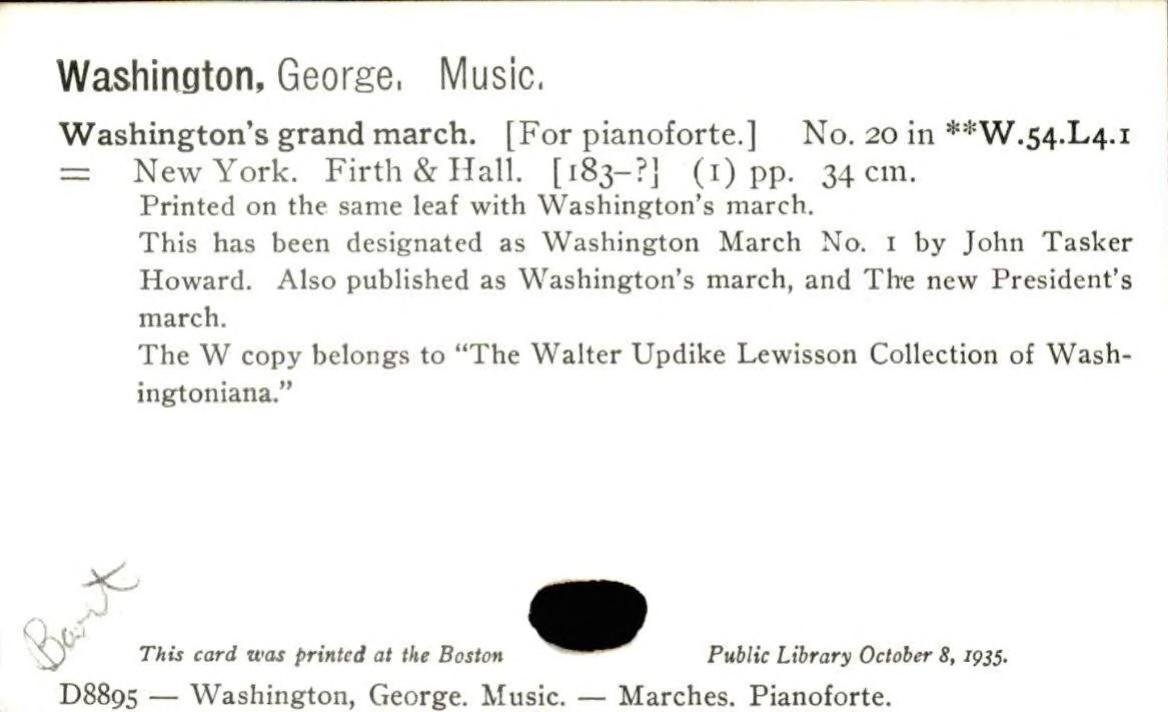 Washington, George. Music.
Washington's grand march. [For pianoforte.] No. 20 in **W.54.L4.1
= New York. Firth & Hall. [183-?] (1) pp. 34 cm.
Printed on the same leaf with Washington's march.
This has been designated as Washington March No. 1 by John Tasker
Howard. Also published as Washington's march, and The new President's
march.
The W copy belongs to “The Walter Updike Lewisson Collection of Wash-
ingtoniana.”
Bart
This card was printed at the Boston Public Library October 8, 1935.
D8895 — Washington, George. Music. — Marches. Pianoforte.